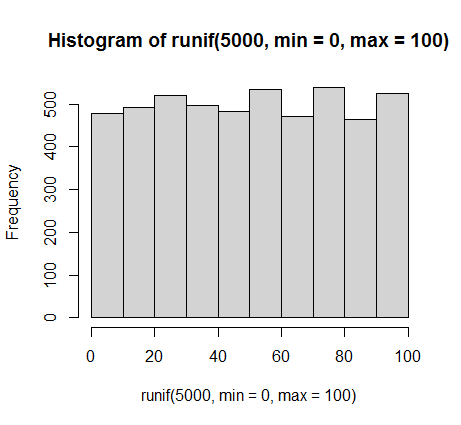 Histogram of runif(5000, min = 0, max = 100)
Frequency
500
400
300
200
100
0
0 20 40 60 80 100
runif(5000, min = 0, max = 100)